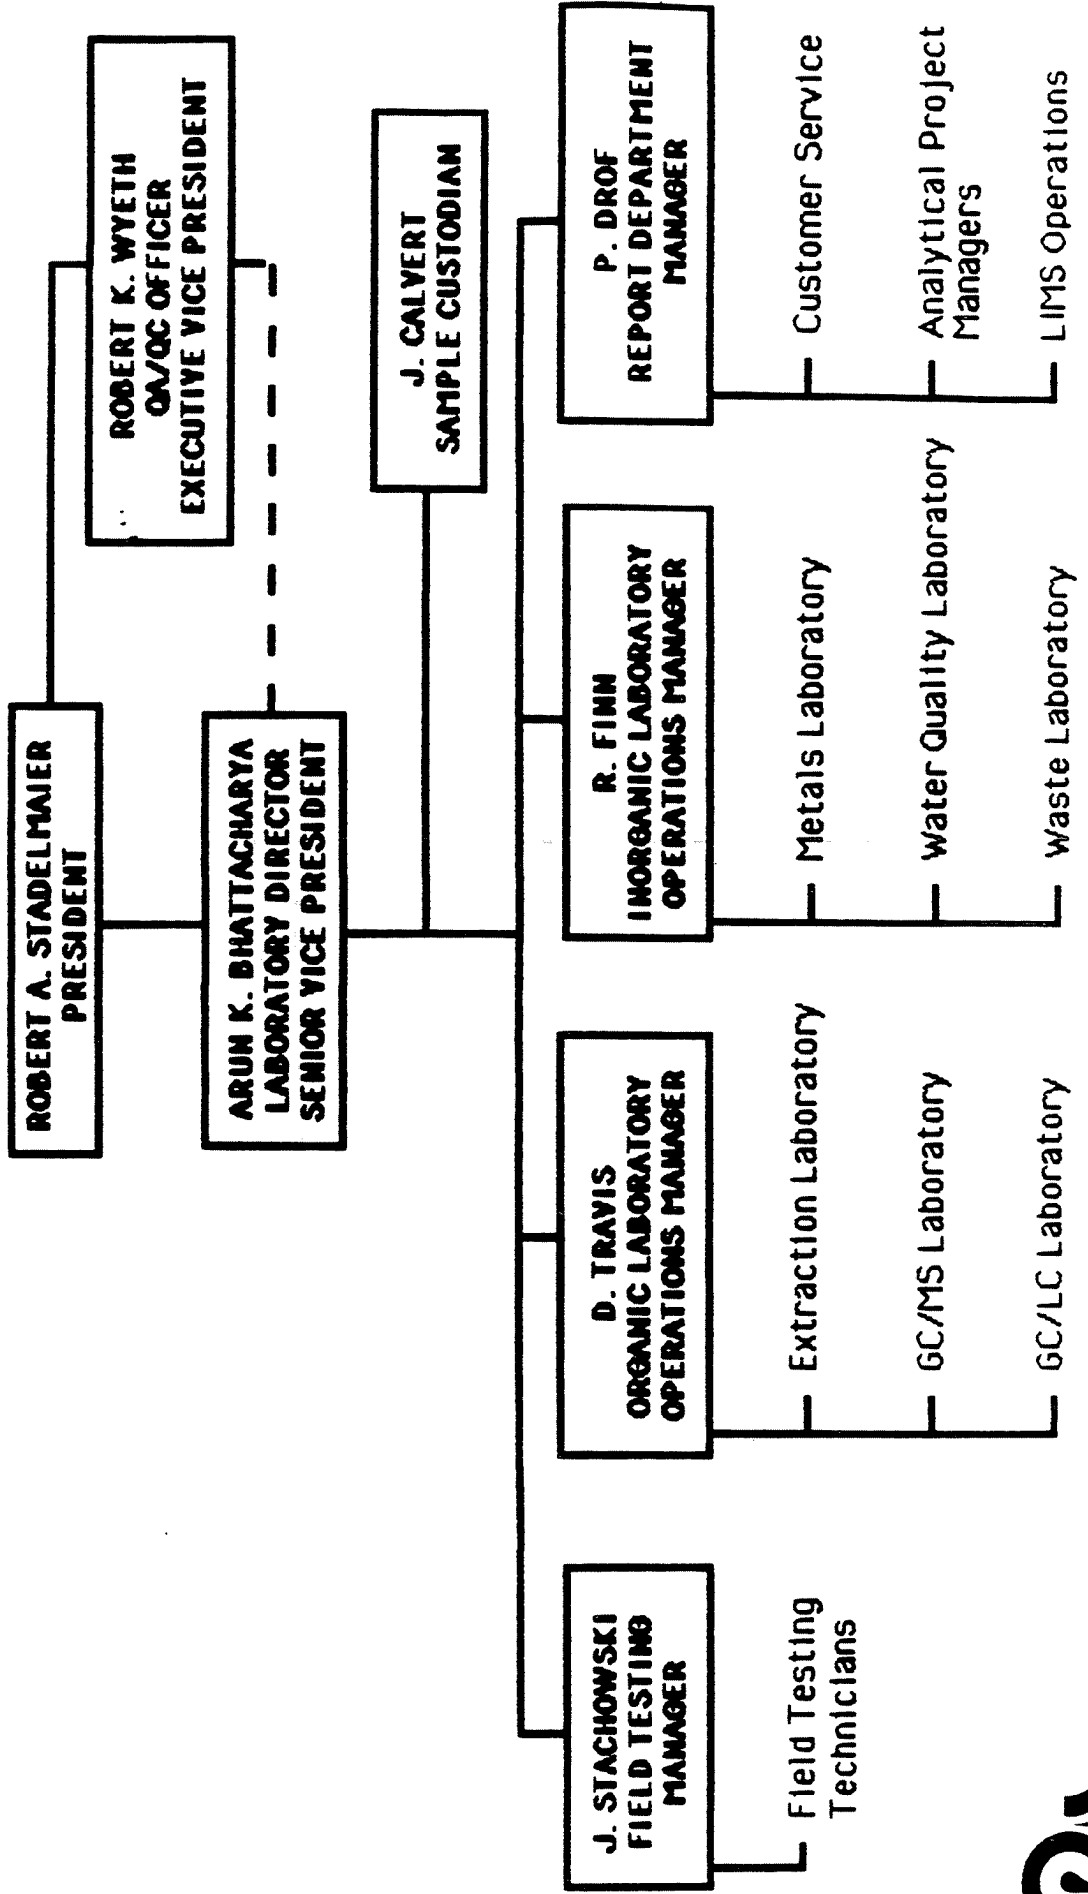 ROBERT A. STADELMAIER
PRESIDENT
ROBERT K. WYETH
QA/QC OFFICER
EXECUTIVE VICE PRESIDENT
ARUN K. BHATTACHARYA
LABORATORY DIRECTOR
SENIOR VICE PRESIDENT
J. CALVERT
SAMPLE CUSTODIAN
J. STACHOWSKI
FIELD TESTING
MANAGER
Field Testing
Technicians
D. TRAVIS
ORGANIC LABORATORY
OPERATIONS MANAGER
Extraction Laboratory
GC/MS Laboratory
GC/LC Laboratory
R. FINN
INORGANIC LABORATORY
OPERATIONS MANAGER
Metals Laboratory
Water Quality Laboratory
Waste Laboratory
P. DROF
REPORT DEPARTMENT
MANAGER
Customer Service
Analytical Project
Managers
LIMS Operations